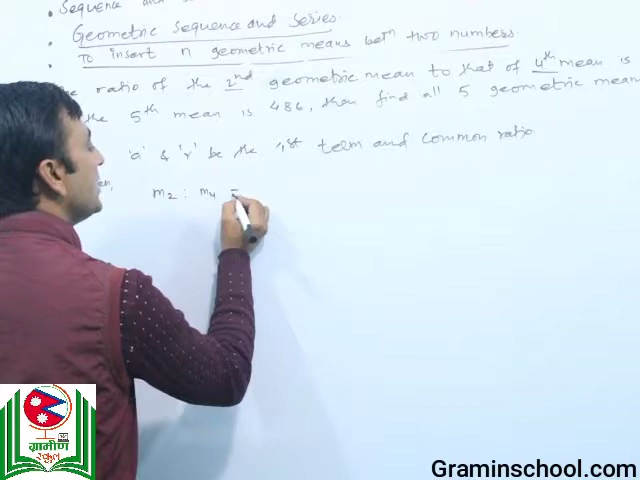 . Sequence and
. Geometric Sequence and Series.
. To insert n geometric means betn two numbers.
ratio of the 2nd geometric mean to that of 4th mean is
the 5th mean is 486, then find all 5 geometric mean
'a' & 'r' be the 1st term and common ratio
m2 : m4 =
ग्रामीण
स्कूल
Graminschool.com